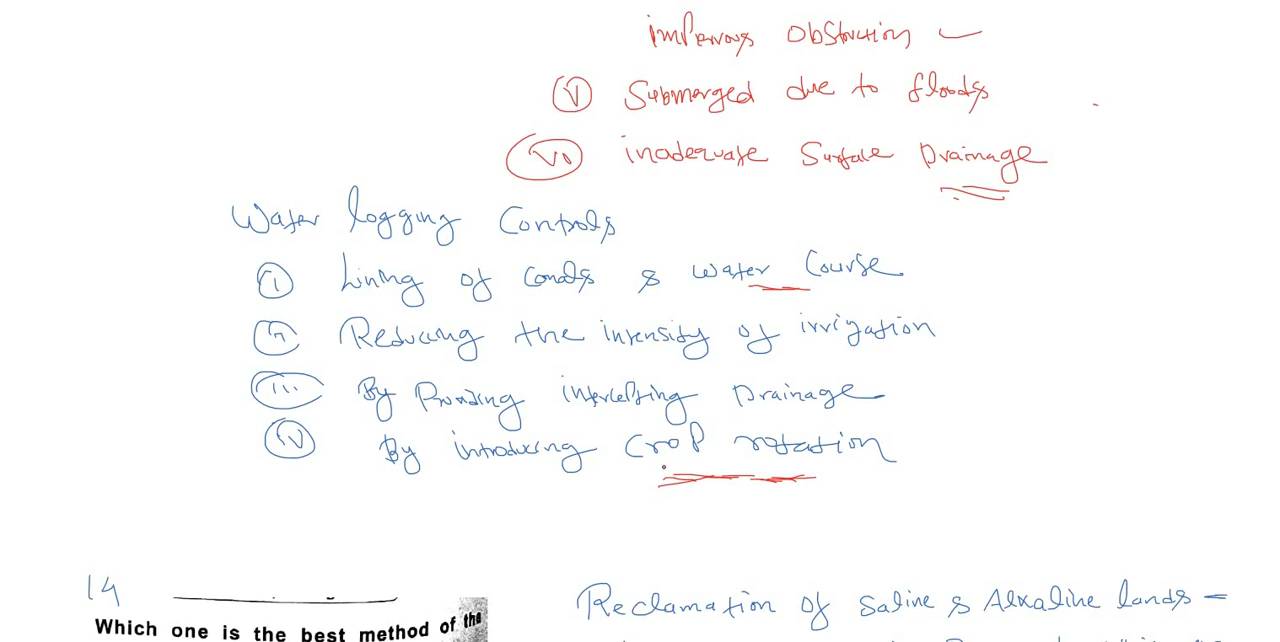 impervous obstruction
(V) Submerged due to floods
(VI) inadequate Surface Drainage
Water logging Controls
(i) Lining of Canals & water Course
(ii) Reducing the intensity of irrigation
(iii) By Providing intercepting Drainage
(iv) By introducing Crop rotation
14
Which one is the best method of the
Reclamation of Saline & Alkaline lands =